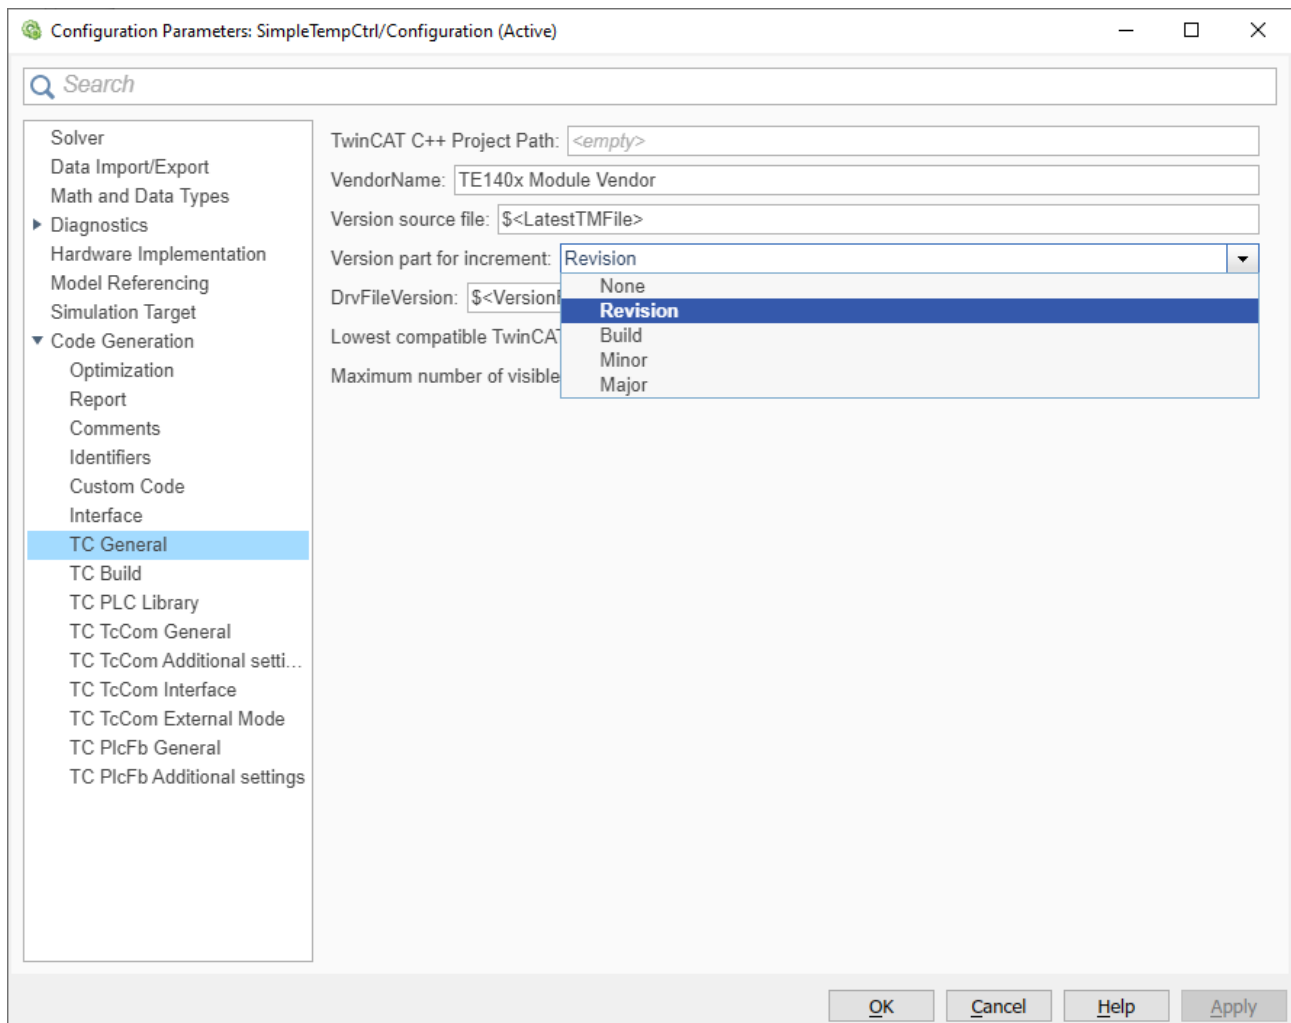 Configuration Parameters: SimpleTempCtrl/Configuration (Active)
Search
Solver
Data Import/Export
Math and Data Types
Diagnostics
Hardware Implementation
Model Referencing
Simulation Target
Code Generation
Optimization
Report
Comments
Identifiers
Custom Code
Interface
TC General
TC Build
TC PLC Library
TC TcCom General
TC TcCom Additional setti...
TC TcCom Interface
TC TcCom External Mode
TC PlcFb General
TC PlcFb Additional settings
TwinCAT C++ Project Path: <empty>
VendorName: TE140x Module Vendor
Version source file: $<LatestTMFile>
Version part for increment: Revision
None
Revision
Build
Minor
Major
DrvFileVersion: $<Version
Lowest compatible TwinCAT
Maximum number of visible
OK
Cancel
Help
Apply